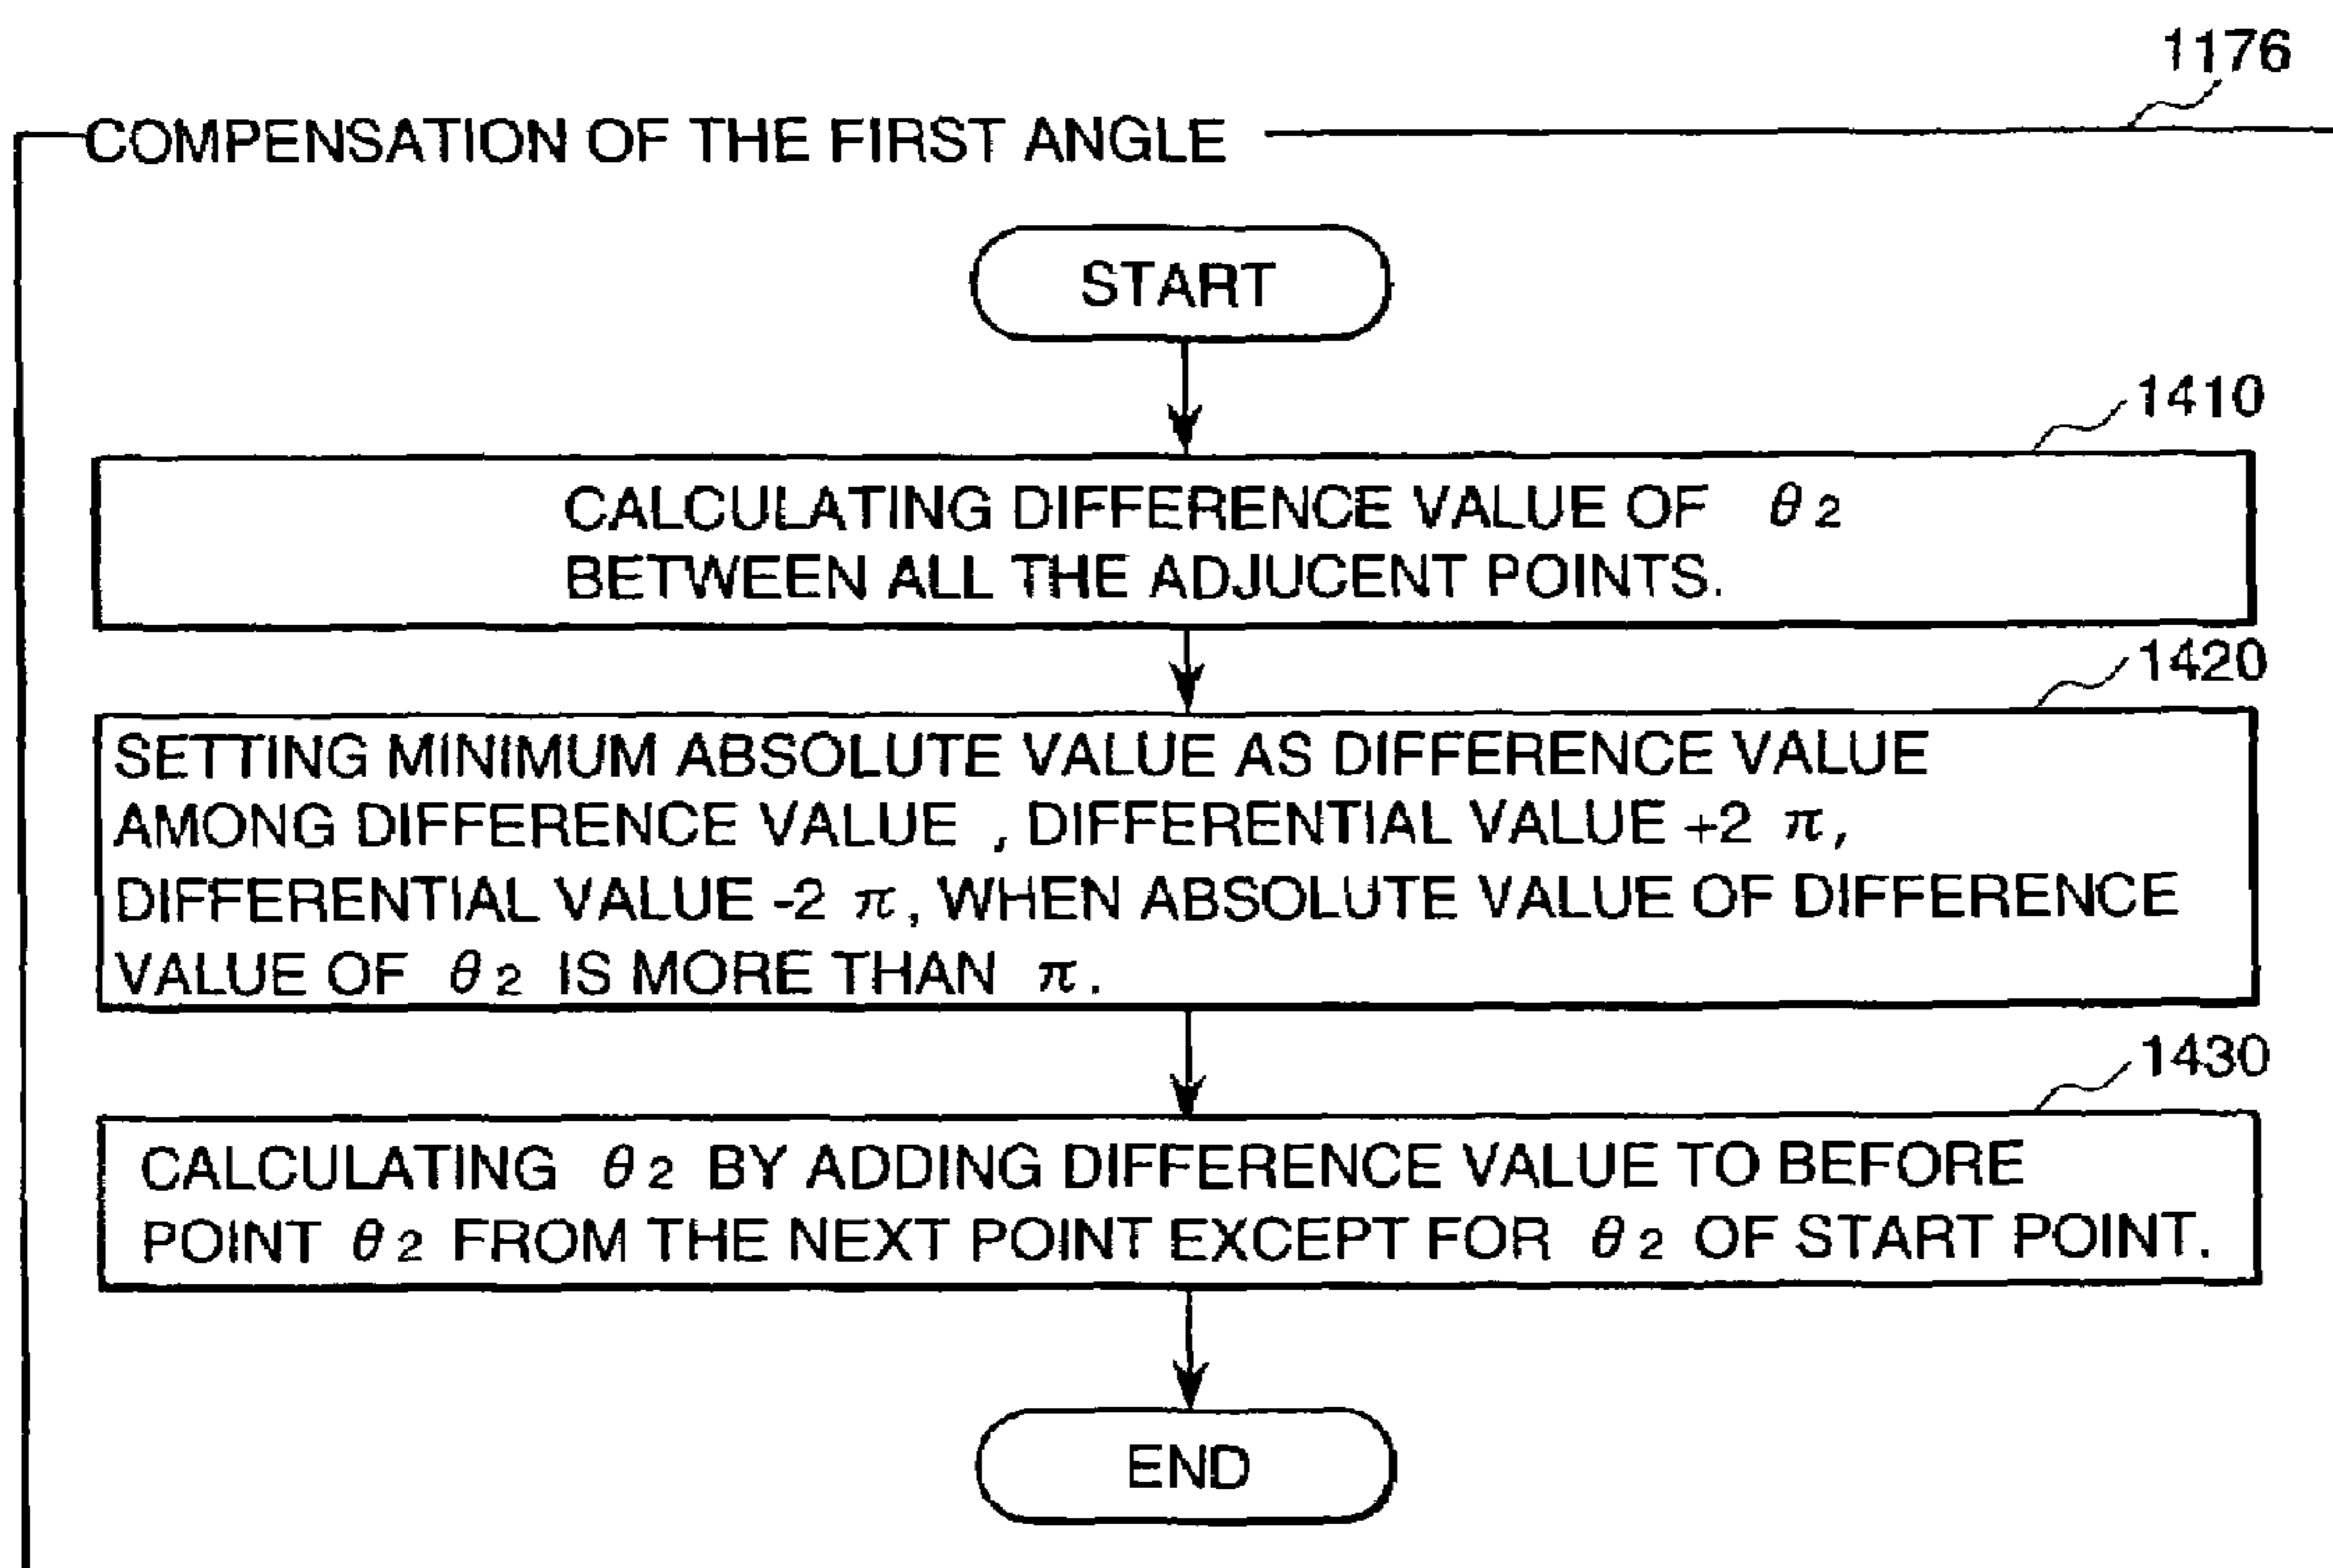 1176
COMPENSATION OF THE FIRST ANGLE
START
1410
CALCULATING DIFFERENCE VALUE OF θ2
BETWEEN ALL THE ADJUCENT POINTS.
1420
SETTING MINIMUM ABSOLUTE VALUE AS DIFFERENCE VALUE
AMONG DIFFERENCE VALUE , DIFFERENTIAL VALUE +2 π,
DIFFERENTIAL VALUE -2 π, WHEN ABSOLUTE VALUE OF DIFFERENCE
VALUE OF θ2 IS MORE THAN π.
1430
CALCULATING θ2 BY ADDING DIFFERENCE VALUE TO BEFORE
POINT θ2 FROM THE NEXT POINT EXCEPT FOR θ2 OF START POINT.
END